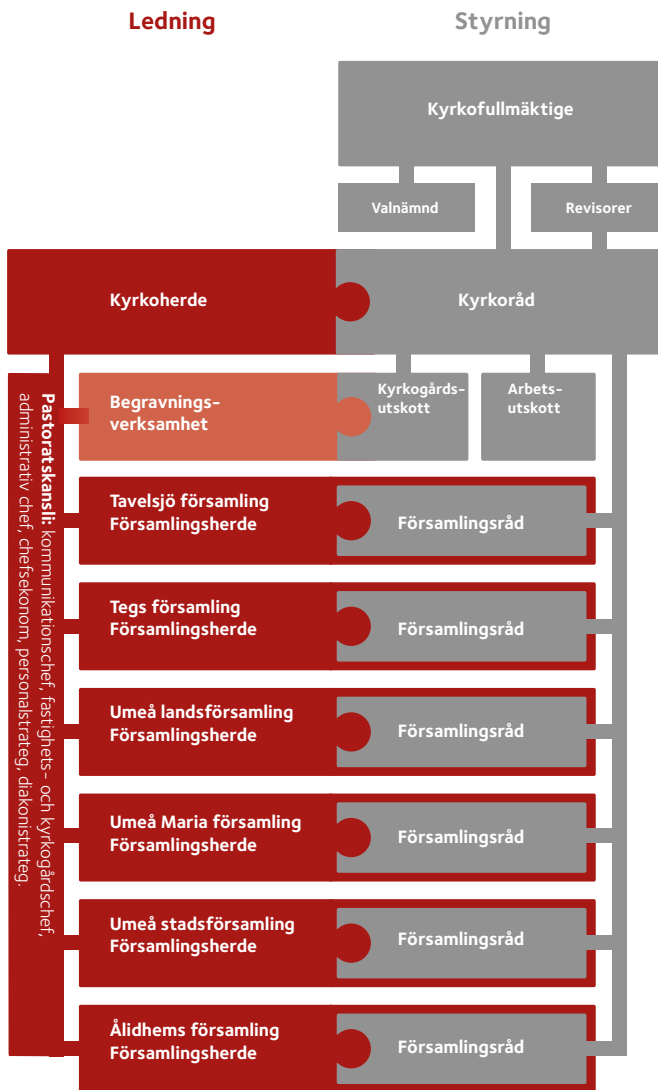 Ledning
Styrning
Kyrkofullmäktige
Valnämnd
Revisorer
Kyrkoherde
Kyrkoråd
Begravnings-
verksamhet
Kyrkogårds-
utskott
Arbets-
utskott
Pastoratskansli: kommunikationschef, fastighets- och kyrkogårdschef,
administrativ chef, chefsekonom, personalstrateg, diakonistrateg.
Tavelsjö församling
Församlingsherde
Församlingsråd
Tegs församling
Församlingsherde
Församlingsråd
Umeå landsförsamling
Församlingsherde
Församlingsråd
Umeå Maria församling
Församlingsherde
Församlingsråd
Umeå stadsförsamling
Församlingsherde
Församlingsråd
Ålidhems församling
Församlingsherde
Församlingsråd